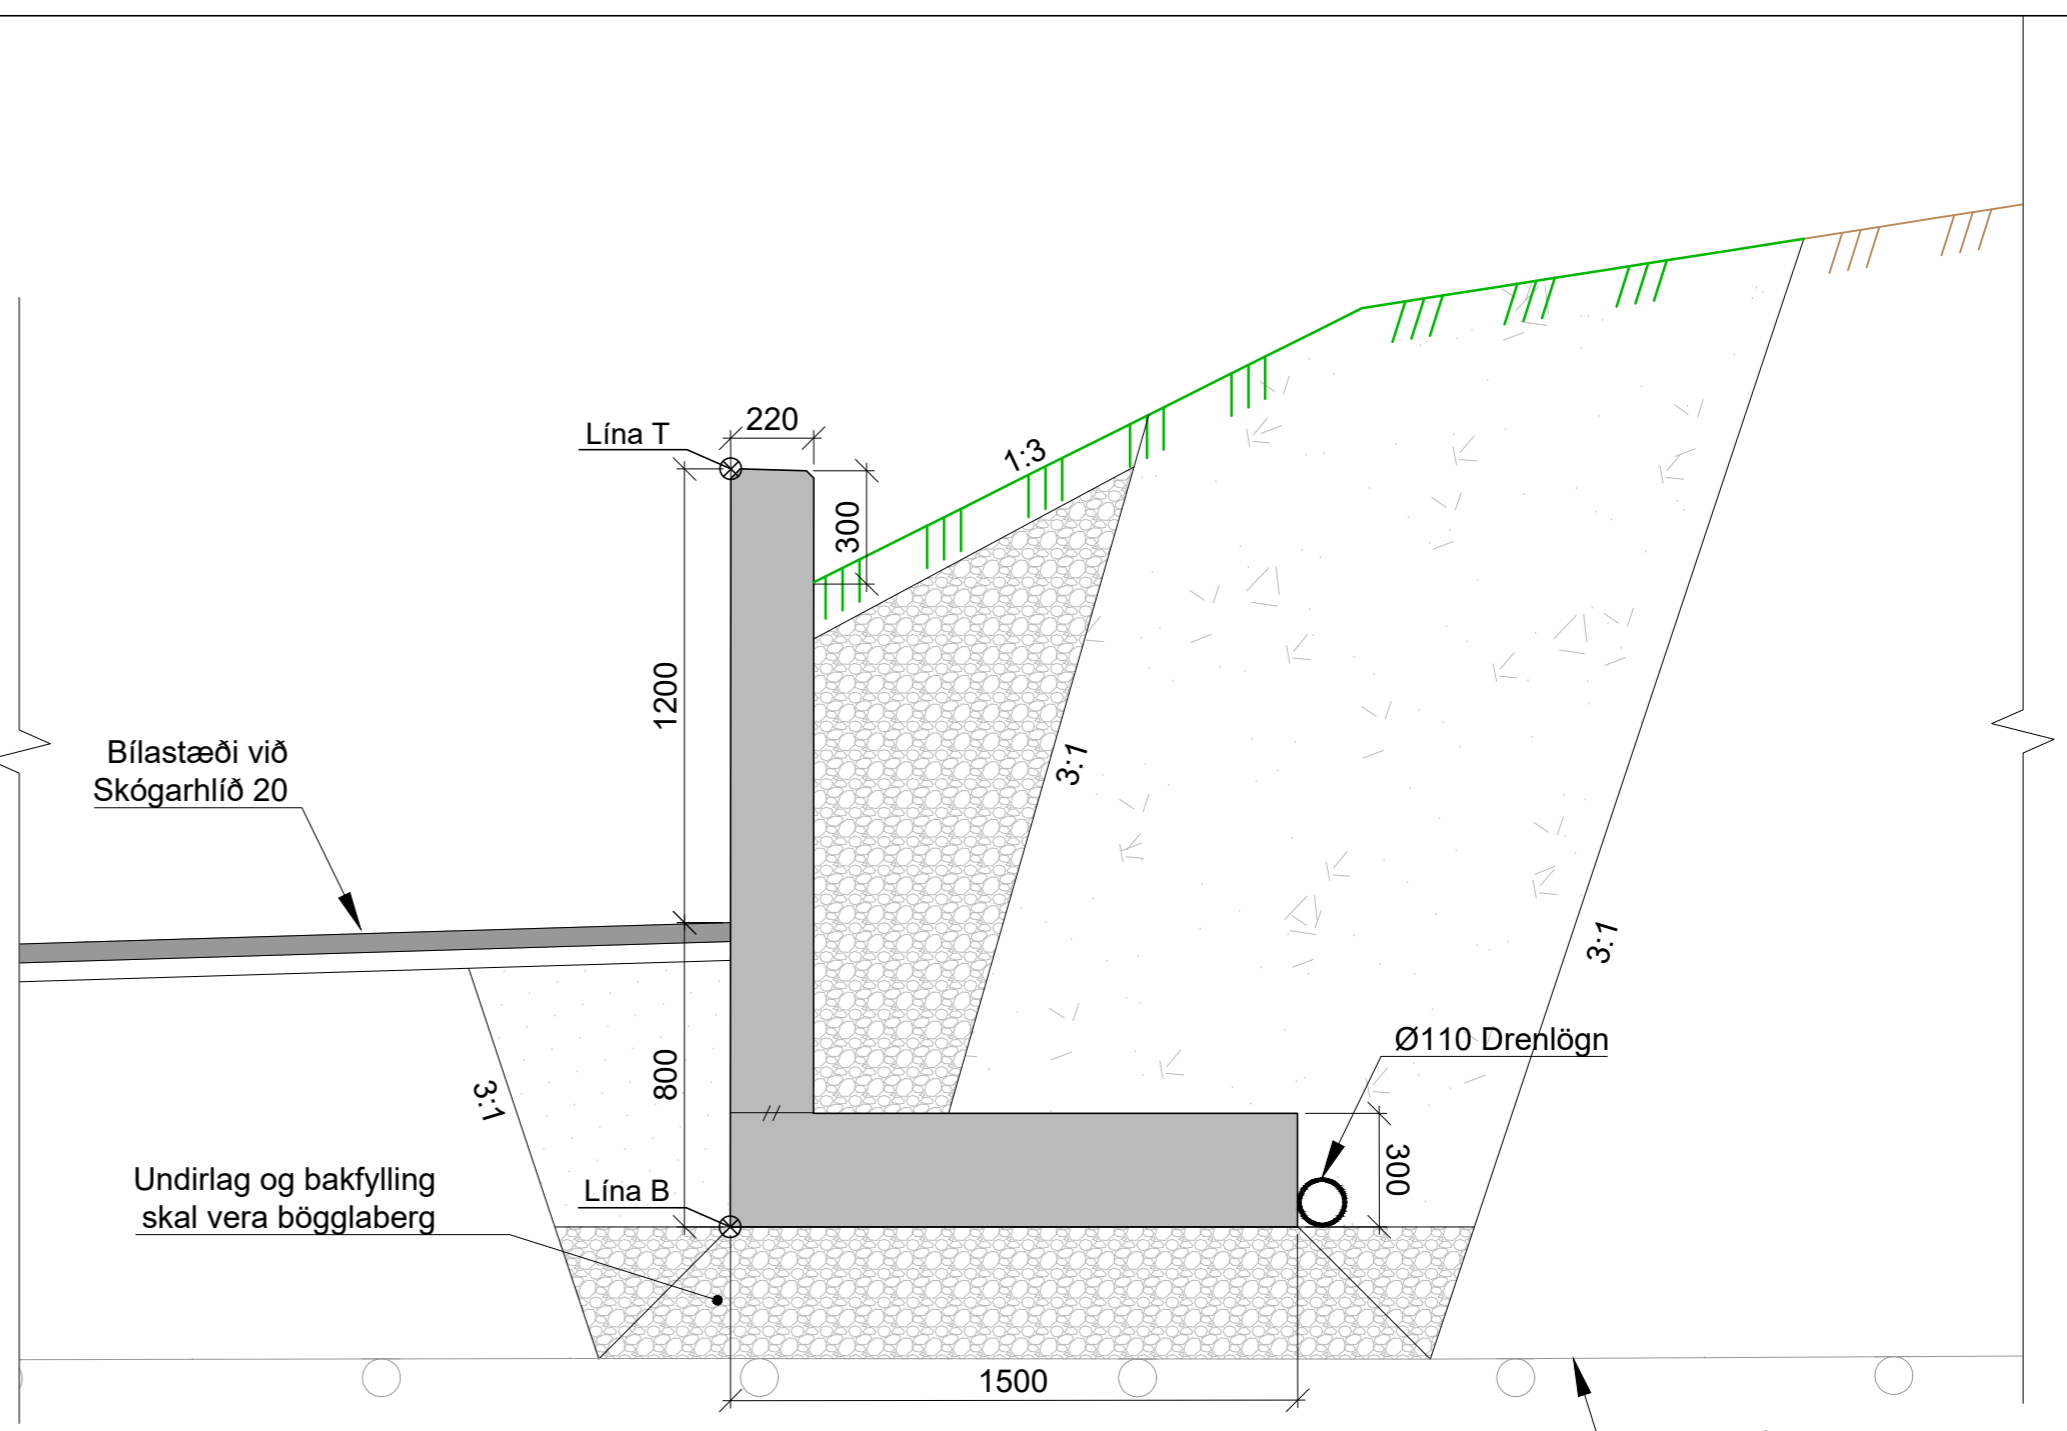 220
Lína T
1:3
300
1200
Bílastæði við
Skógarhlíð 20
3:1
3:1
Ø110 Drenlögn
800
3:1
300
Undirlag og bakfylling
skal vera bögglaberg
Lína B
1500